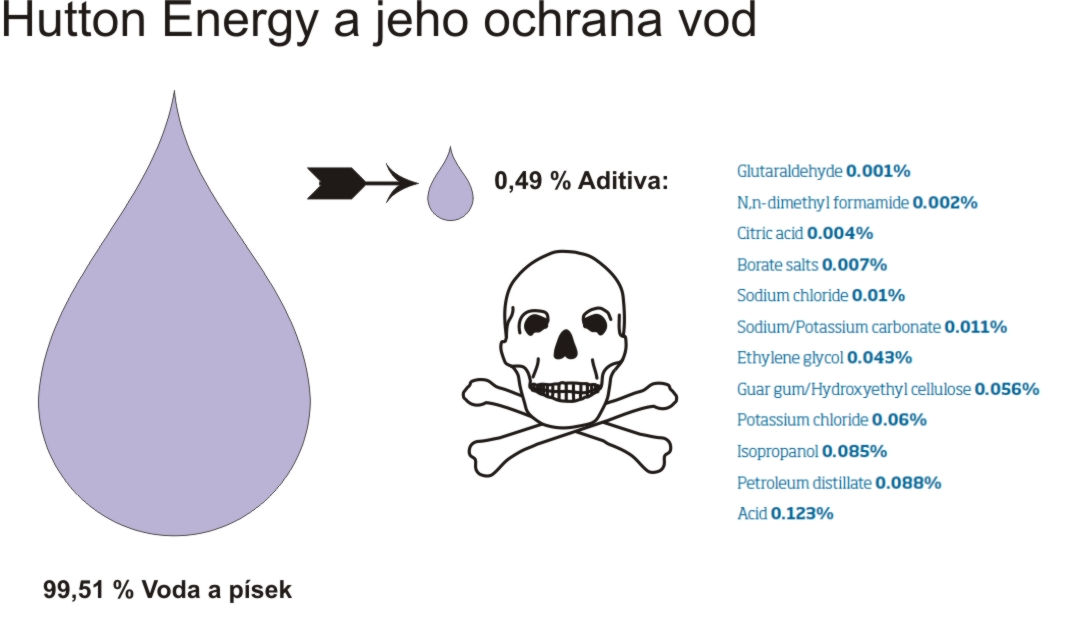 Hutton Energy a jeho ochrana vod
0,49 % Aditiva:
Glutaraldehyde 0.001%
N,n-dimethyl formamide 0.002%
Citric acid 0.004%
Borate salts 0.007%
Sodium chloride 0.01%
Sodium/Potassium carbonate 0.011%
Ethylene glycol 0.043%
Guar gum/Hydroxyethyl cellulose 0.056%
Potassium chloride 0.06%
Isopropanol 0.085%
Petroleum distillate 0.088%
Acid 0.123%
99,51 % Voda a písek